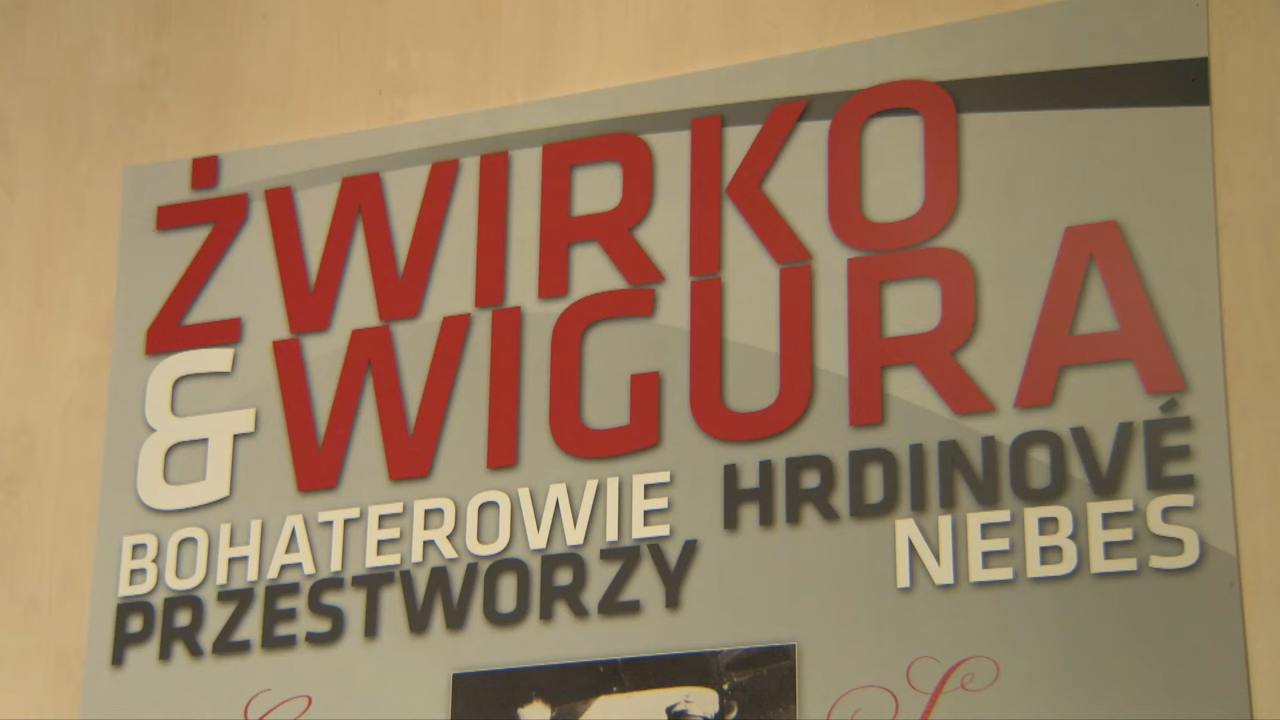 ŻWIRKO
& WIGURA
BOHATEROWIE
PRZESTWORZY
HRDINOVÉ
NEBES